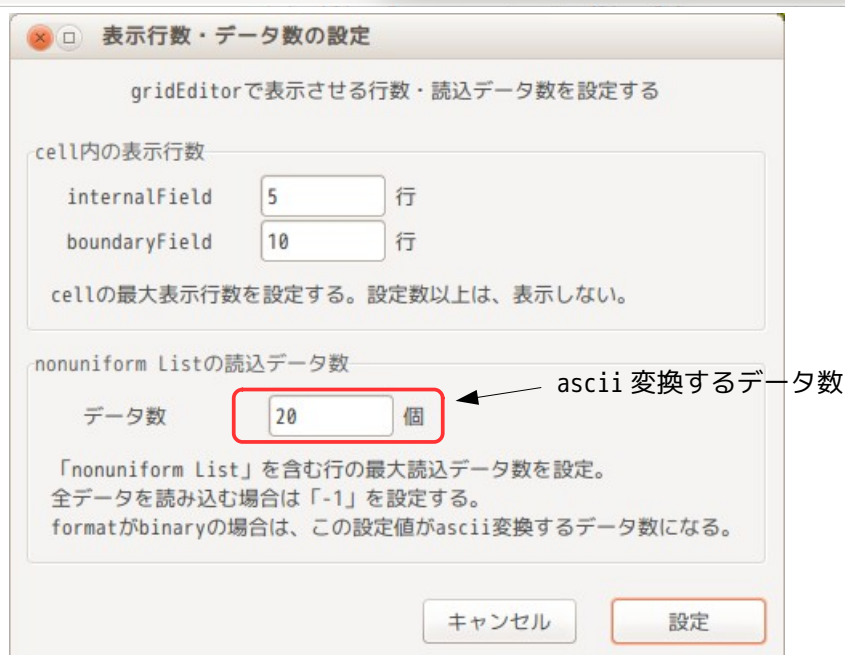 表示行数・データ数の設定
gridEditorで表示させる行数・読込データ数を設定する
cell内の表示行数
internalField 5 行
boundaryField 10 行
cellの最大表示行数を設定する。設定数以上は、表示しない。
nonuniform Listの読込データ数
ascii 変換するデータ数
データ数 20 個
「nonuniform List」を含む行の最大読込データ数を設定。
全データを読み込む場合は「-1」を設定する。
formatがbinaryの場合は、この設定値がascii変換するデータ数になる。
キャンセル 設定